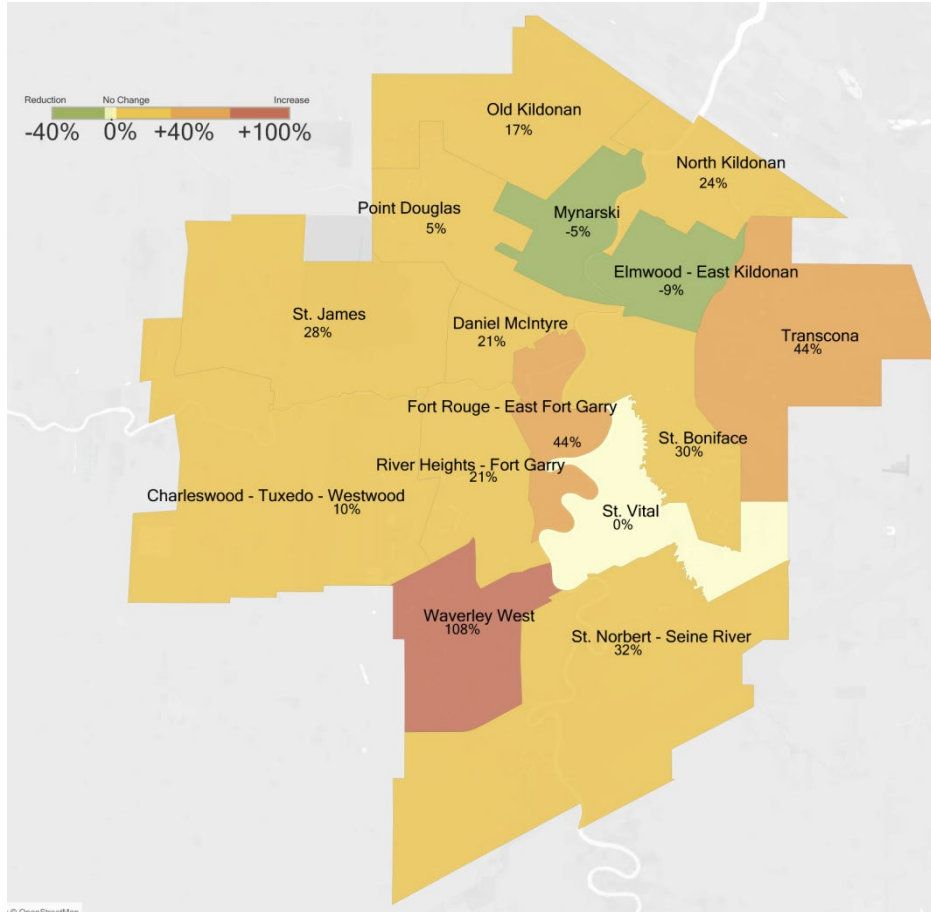 Reduction No Change Increase
-40% 0% +40% +100%
Old Kildonan
17%
North Kildonan
24%
Point Douglas
5%
Mynarski
-5%
Elmwood - East Kildonan
-9%
St. James
28%
Daniel McIntyre
21%
Transcona
44%
Fort Rouge - East Fort Garry
44%
St. Boniface
30%
River Heights - Fort Garry
21%
Charleswood - Tuxedo - Westwood
10%
St. Vital
0%
Waverley West
108%
St. Norbert - Seine River
32%
© OpenStreetMap